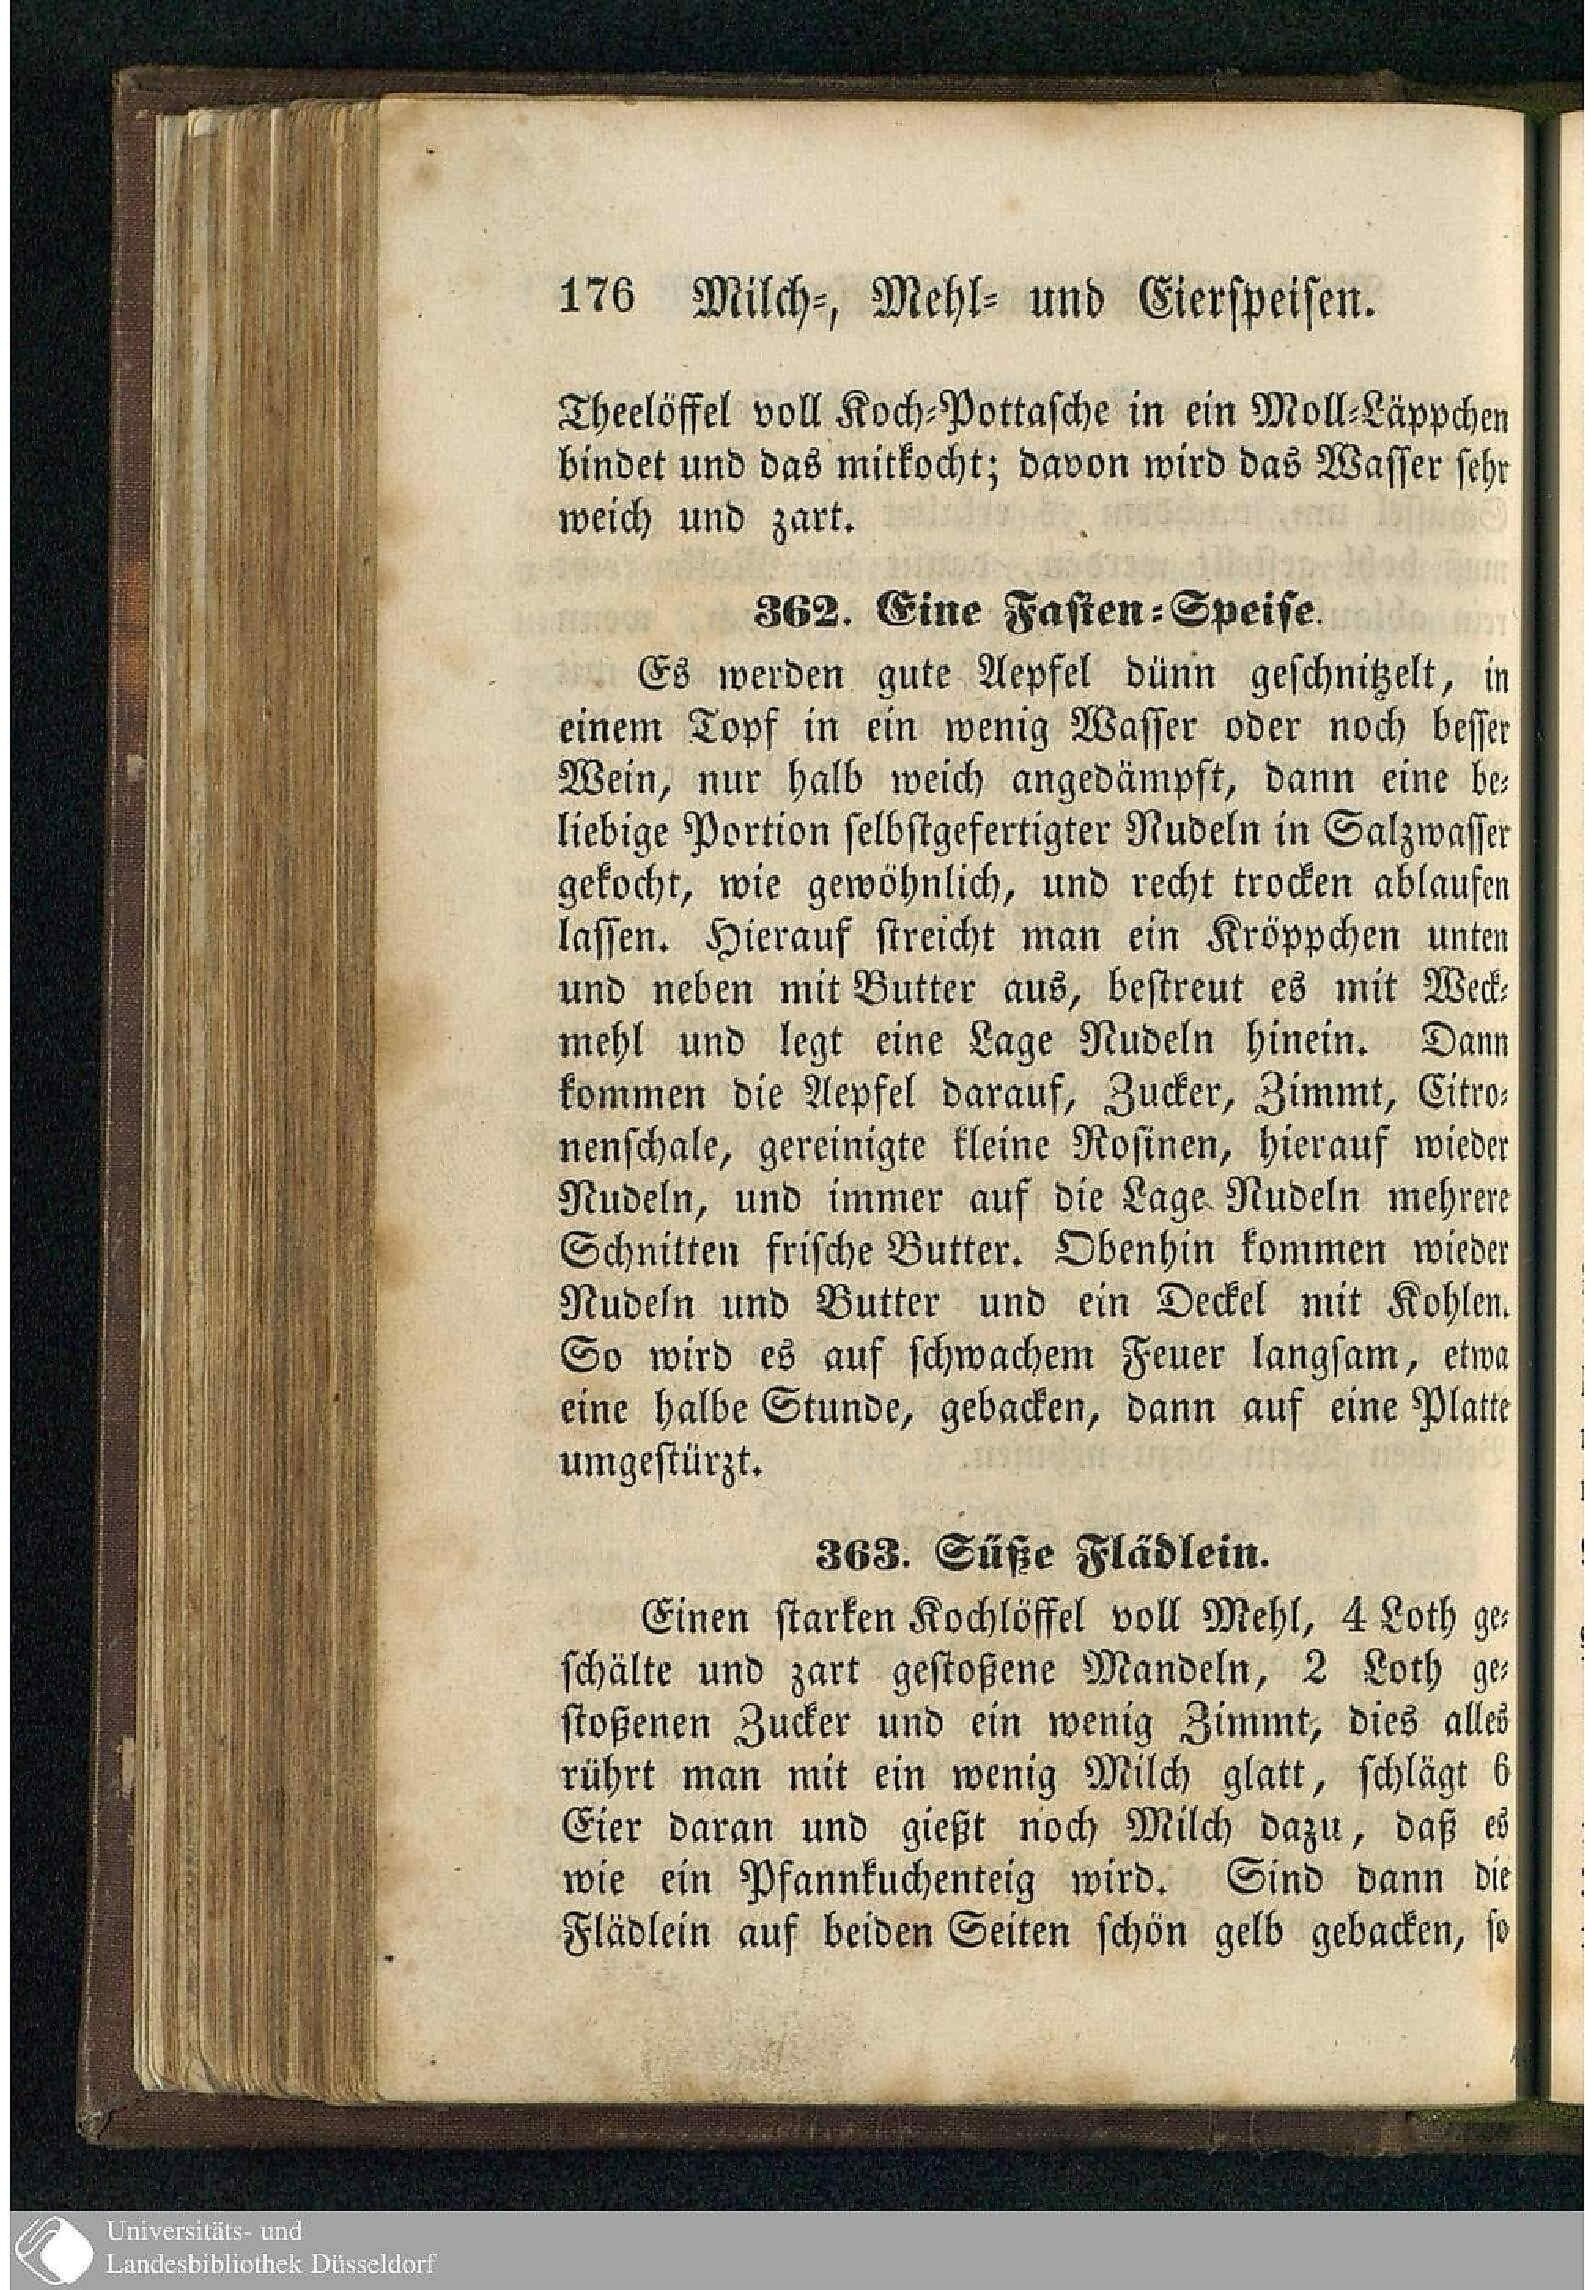 176 Milch-, Mehl- und Eierspeisen.
Theelöffel voll Koch-Pottasche in ein Moll-Läppchen
bindet und das mitkocht; davon wird das Wasser sehr
weich und zart.
362. Eine Fasten-Speise.
Es werden gute Aepfel dünn geschnitzelt, in
einem Topf in ein wenig Wasser oder noch besser
Wein, nur halb weich angedämpft, dann eine be-
liebige Portion selbstgefertigter Nudeln in Salzwasser
gekocht, wie gewöhnlich, und recht trocken ablaufen
lassen. Hierauf streicht man ein Kröppchen unten
und neben mit Butter aus, bestreut es mit Weck-
mehl und legt eine Lage Nudeln hinein. Dann
kommen die Aepfel darauf, Zucker, Zimmt, Citro-
nenschale, gereinigte kleine Rosinen, hierauf wieder
Nudeln, und immer auf die Lage Nudeln mehrere
Schnitten frische Butter. Obenhin kommen wieder
Nudeln und Butter und ein Deckel mit Kohlen.
So wird es auf schwachem Feuer langsam, etwa
eine halbe Stunde, gebacken, dann auf eine Platte
umgestürzt.
363. Süße Flädlein.
Einen starken Kochlöffel voll Mehl, 4 Loth ge-
schälte und zart gestoßene Mandeln, 2 Loth ge-
stoßenen Zucker und ein wenig Zimmt, dies alles
rührt man mit ein wenig Milch glatt, schlägt 6
Eier daran und gießt noch Milch dazu, daß es
wie ein Pfannkuchenteig wird. Sind dann die
Flädlein auf beiden Seiten schön gelb gebacken, so
Universitäts- und
Landesbibliothek Düsseldorf